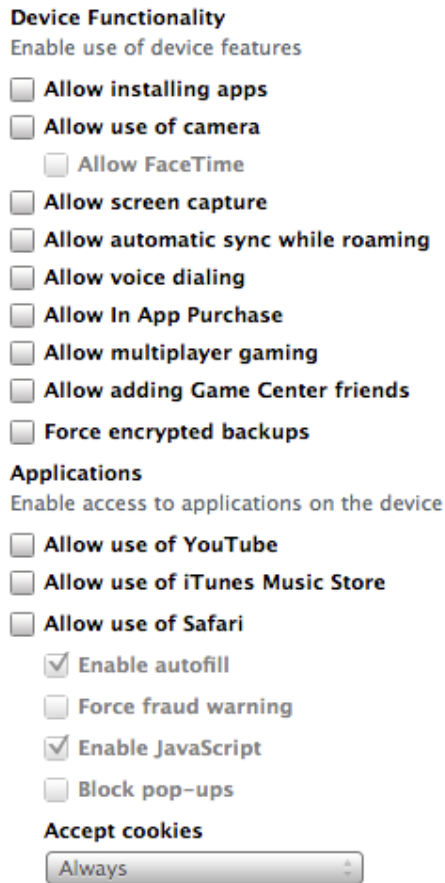 Device Functionality
Enable use of device features
Allow installing apps
Allow use of camera
Allow FaceTime
Allow screen capture
Allow automatic sync while roaming
Allow voice dialing
Allow In App Purchase
Allow multiplayer gaming
Allow adding Game Center friends
Force encrypted backups
Applications
Enable access to applications on the device
Allow use of YouTube
Allow use of iTunes Music Store
Allow use of Safari
Enable autofill
Force fraud warning
Enable JavaScript
Block pop-ups
Accept cookies
Always